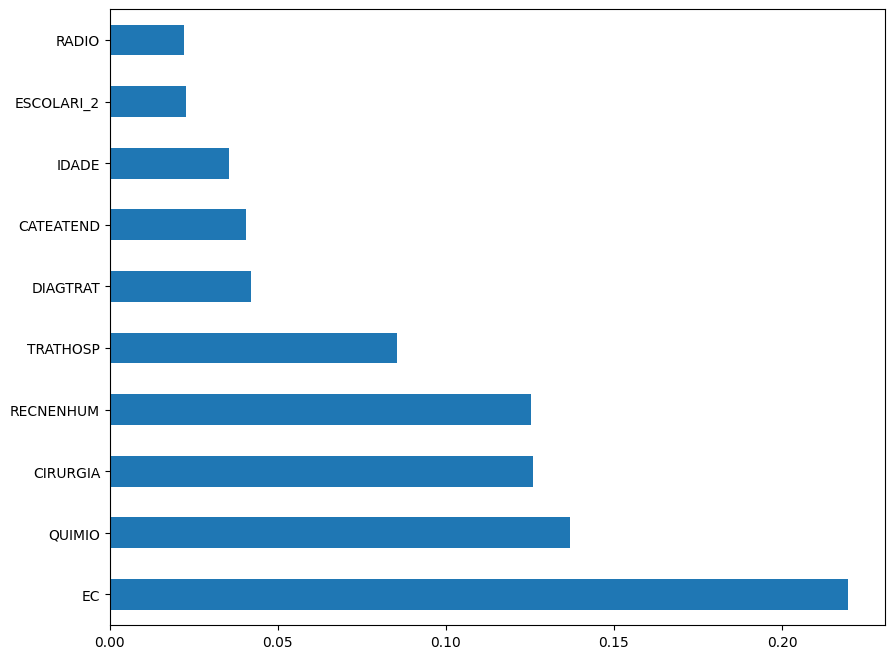 RADIO
ESCOLARI_2
IDADE
CATEATEND
DIAGTRAT
TRATHOSP
RECNENHUM
CIRURGIA
QUIMIO
EC
0.00 0.05 0.10 0.15 0.20